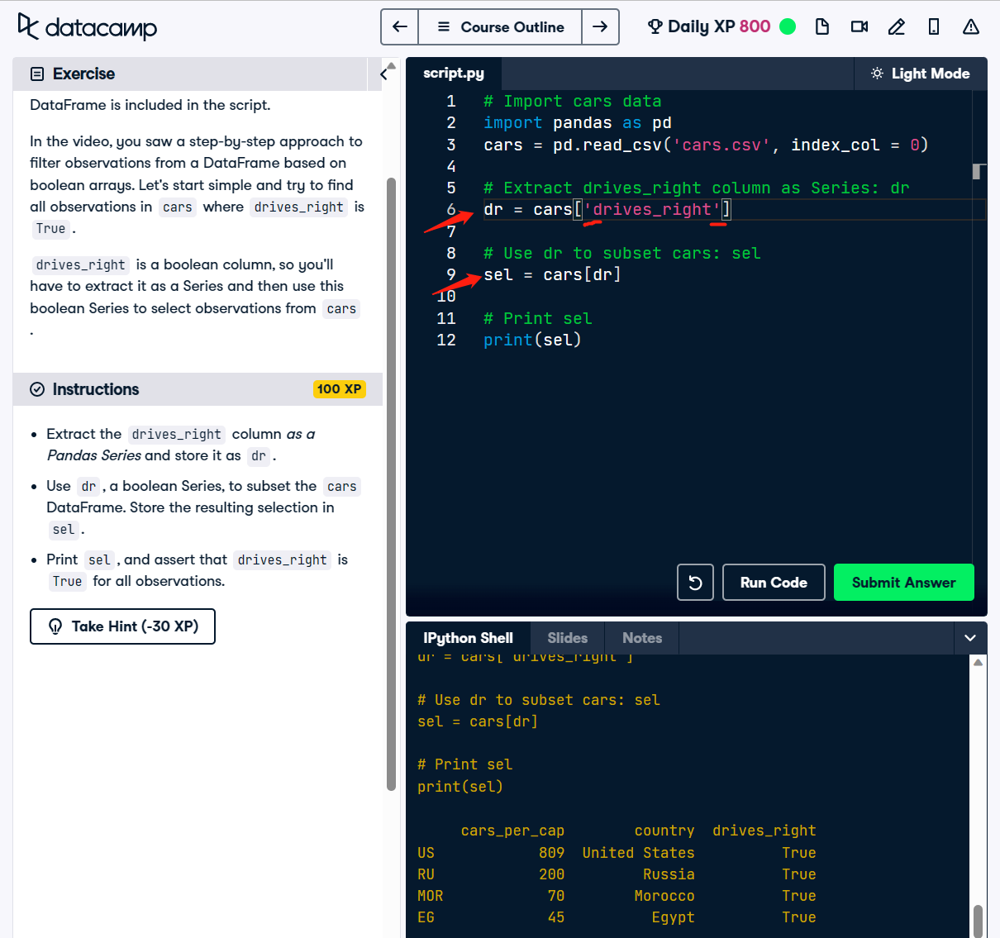 datacamp
Course Outline
Daily XP 800
Exercise
DataFrame is included in the script.
In the video, you saw a step-by-step approach to
filter observations from a DataFrame based on
boolean arrays. Let's start simple and try to find
all observations in cars where drives_right is
True .
drives_right is a boolean column, so you'll
have to extract it as a Series and then use this
boolean Series to select observations from cars
.
Instructions
100 XP
• Extract the drives_right column as a
Pandas Series and store it as dr .
• Use dr , a boolean Series, to subset the cars
DataFrame. Store the resulting selection in
sel .
• Print sel , and assert that drives_right is
True for all observations.
Take Hint (-30 XP)
script.py
Light Mode
1 # Import cars data
2 import pandas as pd
3 cars = pd.read_csv('cars.csv', index_col = 0)
4
5 # Extract drives_right column as Series: dr
6 dr = cars['drives_right']
7
8 # Use dr to subset cars: sel
9 sel = cars[dr]
10
11 # Print sel
12 print(sel)
Run Code
Submit Answer
IPython Shell
Slides
Notes
dr = cars['drives_right']
# Use dr to subset cars: sel
sel = cars[dr]
# Print sel
print(sel)
cars_per_cap country drives_right
US 809 United States True
RU 200 Russia True
MOR 70 Morocco True
EG 45 Egypt True